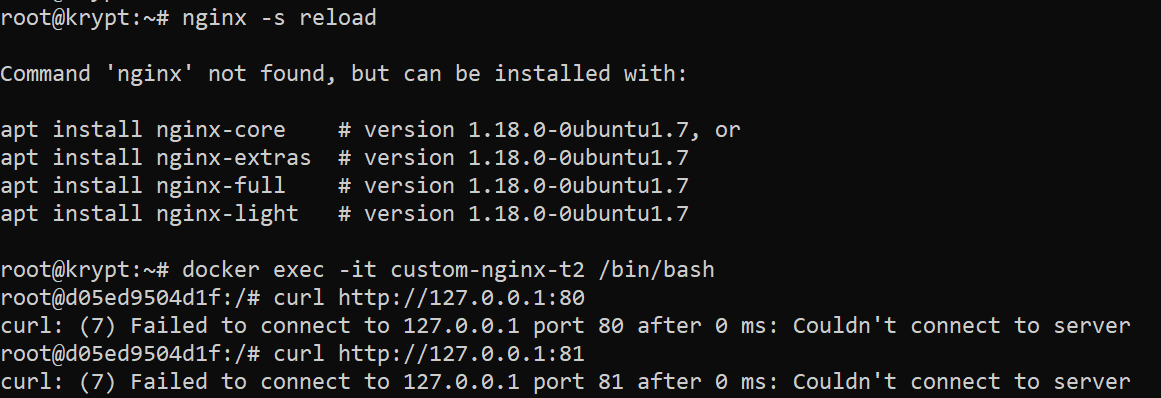 root@krypt:~# nginx -s reload
Command 'nginx' not found, but can be installed with:
apt install nginx-core    # version 1.18.0-0ubuntu1.7, or
apt install nginx-extras  # version 1.18.0-0ubuntu1.7
apt install nginx-full    # version 1.18.0-0ubuntu1.7
apt install nginx-light   # version 1.18.0-0ubuntu1.7
root@krypt:~# docker exec -it custom-nginx-t2 /bin/bash
root@d05ed9504d1f:/# curl http://127.0.0.1:80
curl: (7) Failed to connect to 127.0.0.1 port 80 after 0 ms: Couldn't connect to server
root@d05ed9504d1f:/# curl http://127.0.0.1:81
curl: (7) Failed to connect to 127.0.0.1 port 81 after 0 ms: Couldn't connect to server